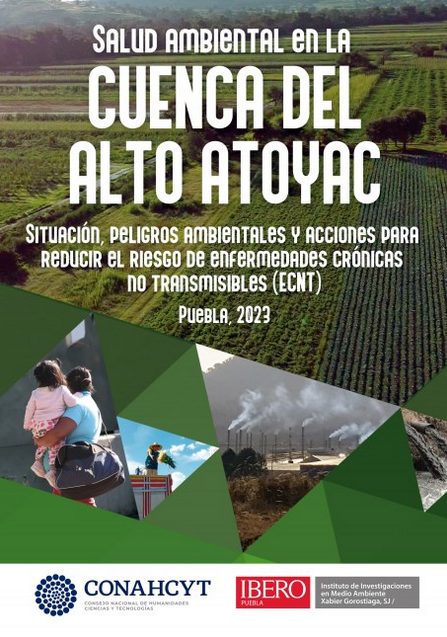 Salud ambiental en la
CUENCA DEL
ALTO ATOYAC
Situación, peligros ambientales y acciones para
reducir el riesgo de enfermedades crónicas
no transmisibles (ECNT)
Puebla, 2023
CONAHCYT
CONSEJO NACIONAL DE HUMANIDADES
CIENCIAS Y TECNOLOGÍAS
IBERO
PUEBLA
Instituto de Investigaciones
en Medio Ambiente
Xabier Gorostiaga, SJ /